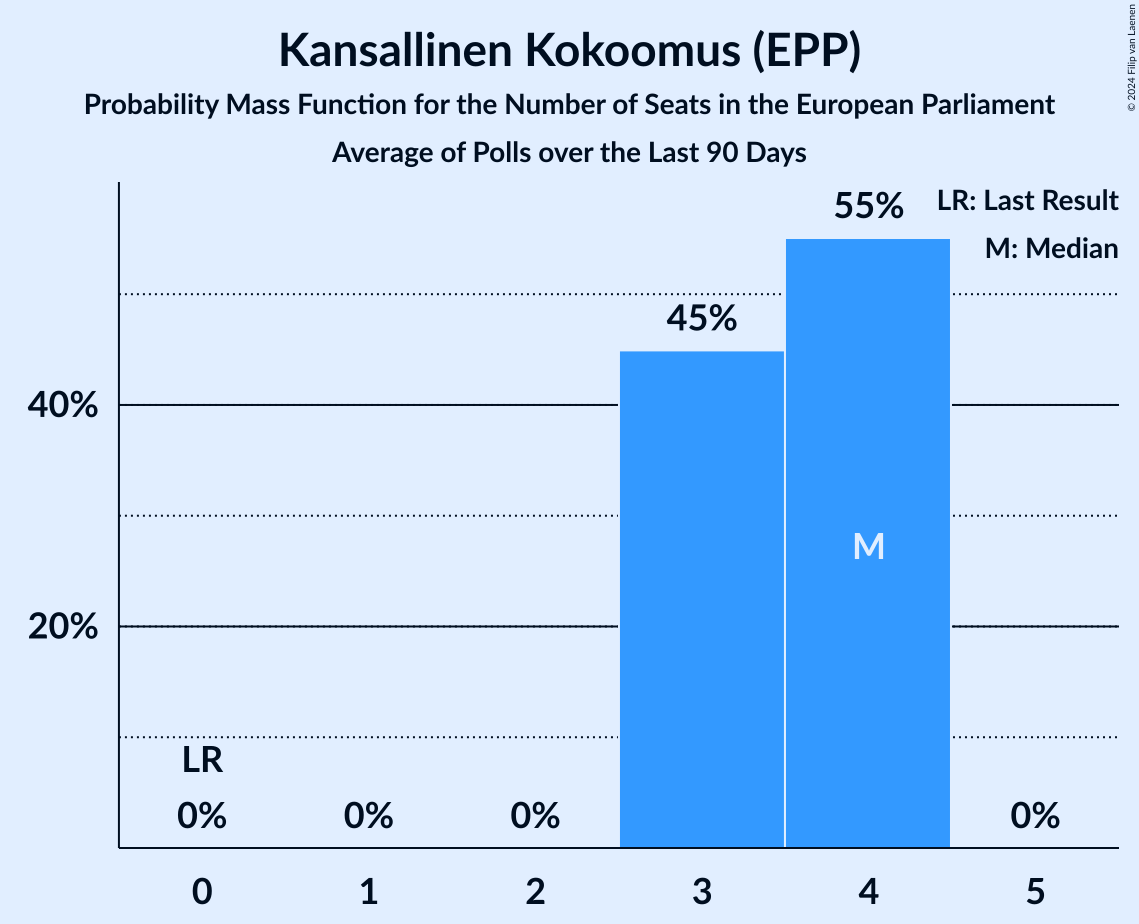 Kansallinen Kokoomus (EPP)
Probability Mass Function for the Number of Seats in the European Parliament
Average of Polls over the Last 90 Days
© 2024 Filip van Laenen
LR: Last Result
M: Median
55%
45%
40%
M
20%
LR
0%
0%
0%
0%
0
1
2
3
4
5